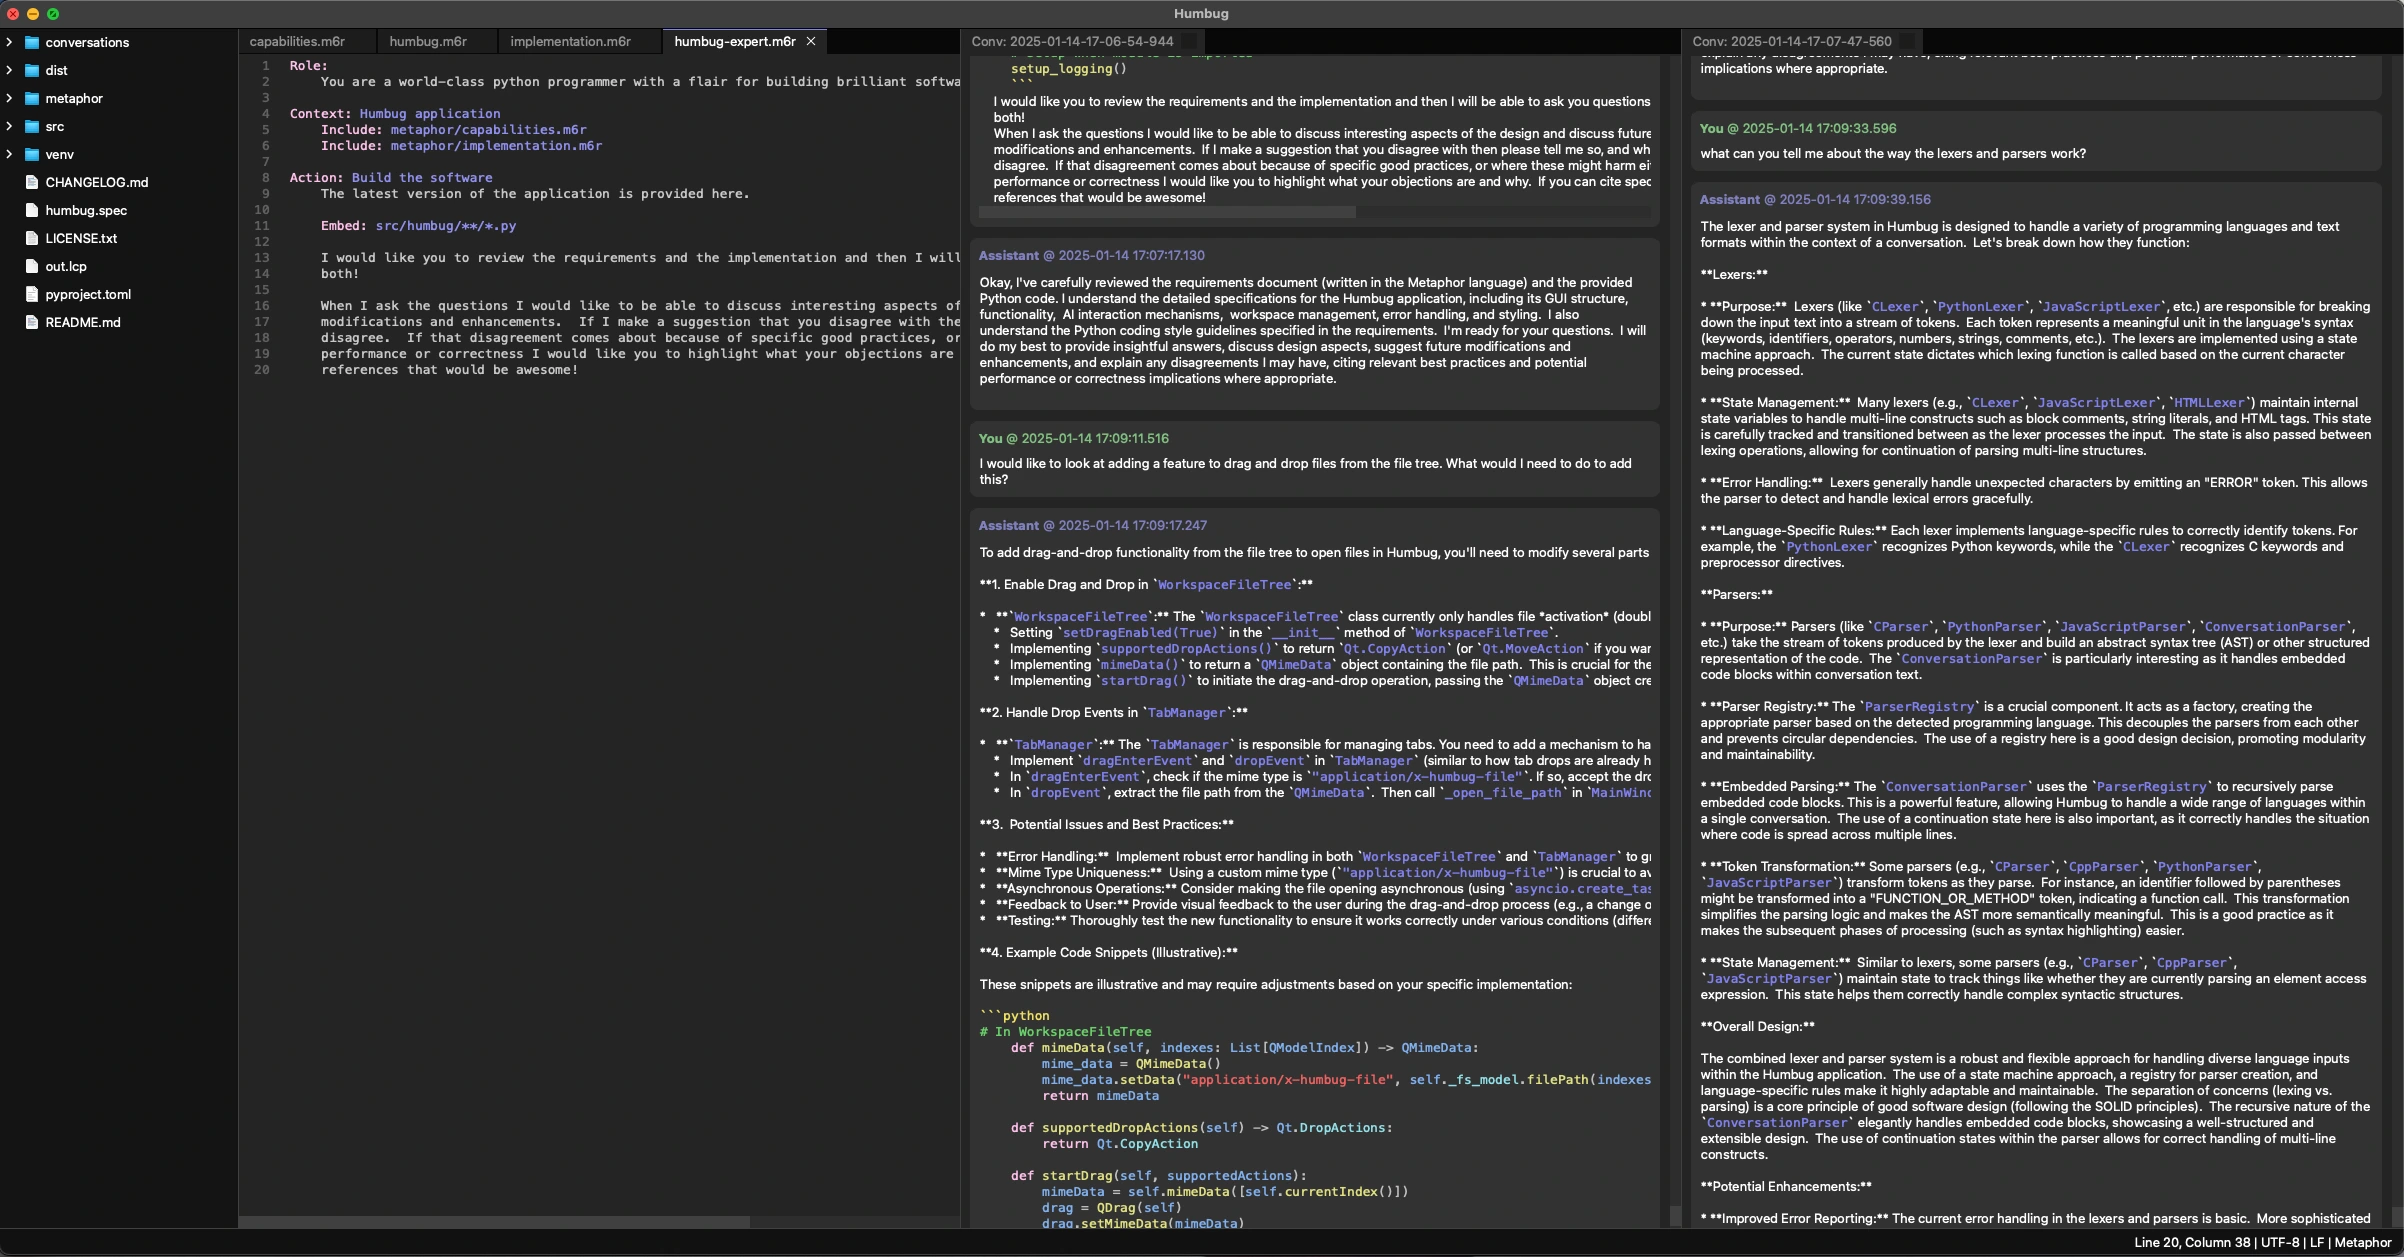 Humbug
conversations
dist
metaphor
src
venv
CHANGELOG.md
humbug.spec
LICENSE.txt
out.lcp
pyproject.toml
README.md
capabilities.m6r
humbug.m6r
implementation.m6r
humbug-expert.m6r
1 Role:
2 You are a world-class python programmer with a flair for building brilliant softwa
3
4 Context: Humbug application
5 Include: metaphor/capabilities.m6r
6 Include: metaphor/implementation.m6r
7
8 Action: Build the software
9 The latest version of the application is provided here.
10
11 Embed: src/humbug/**/*.py
12
13 I would like you to review the requirements and the implementation and then I will
14 both!
15
16 When I ask the questions I would like to be able to discuss interesting aspects of
17 modifications and enhancements.  If I make a suggestion that you disagree with the
18 disagree.  If that disagreement comes about because of specific good practices, or
19 performance or correctness I would like you to highlight what your objections are
20 references that would be awesome!
Conv: 2025-01-14-17-06-54-944
setup_logging()
```
I would like you to review the requirements and the implementation and then I will be able to ask you questions
both!
When I ask the questions I would like to be able to discuss interesting aspects of the design and discuss future
modifications and enhancements.  If I make a suggestion that you disagree with then please tell me so, and wh
disagree.  If that disagreement comes about because of specific good practices, or where these might harm ei
performance or correctness I would like you to highlight what your objections are and why.  If you can cite spec
references that would be awesome!
Assistant @ 2025-01-14 17:07:17.130
Okay, I've carefully reviewed the requirements document (written in the Metaphor language) and the provided
Python code. I understand the detailed specifications for the Humbug application, including its GUI structure,
functionality,  AI interaction mechanisms,  workspace management, error handling, and styling.  I also
understand the Python coding style guidelines specified in the requirements.  I'm ready for your questions.  I will
do my best to provide insightful answers, discuss design aspects, suggest future modifications and
enhancements, and explain any disagreements I may have, citing relevant best practices and potential
performance or correctness implications where appropriate.
You @ 2025-01-14 17:09:11.516
I would like to look at adding a feature to drag and drop files from the file tree. What would I need to do to add
this?
Assistant @ 2025-01-14 17:09:17.247
To add drag-and-drop functionality from the file tree to open files in Humbug, you'll need to modify several parts
**1. Enable Drag and Drop in `WorkspaceFileTree`:**
*   **`WorkspaceFileTree`:** The `WorkspaceFileTree` class currently only handles file *activation* (doubl
*   Setting `setDragEnabled(True)` in the `__init__` method of `WorkspaceFileTree`.
*   Implementing `supportedDropActions()` to return `Qt.CopyAction` (or `Qt.MoveAction` if you wan
*   Implementing `mimeData()` to return a `QMimeData` object containing the file path.  This is crucial for the
*   Implementing `startDrag()` to initiate the drag-and-drop operation, passing the `QMimeData` object cre
**2. Handle Drop Events in `TabManager`:**
*   **`TabManager`:** The `TabManager` is responsible for managing tabs. You need to add a mechanism to ha
*   Implement `dragEnterEvent` and `dropEvent` in `TabManager` (similar to how tab drops are already h
*   In `dragEnterEvent`, check if the mime type is `"application/x-humbug-file"`. If so, accept the dro
*   In `dropEvent`, extract the file path from the `QMimeData`.  Then call `_open_file_path` in `MainWind
**3.  Potential Issues and Best Practices:**
*   **Error Handling:**  Implement robust error handling in both `WorkspaceFileTree` and `TabManager` to gr
*   **Mime Type Uniqueness:**  Using a custom mime type (`"application/x-humbug-file"`) is crucial to av
*   **Asynchronous Operations:** Consider making the file opening asynchronous (using `asyncio.create_tas
*   **Feedback to User:** Provide visual feedback to the user during the drag-and-drop process (e.g., a change o
*   **Testing:** Thoroughly test the new functionality to ensure it works correctly under various conditions (differe
**4. Example Code Snippets (Illustrative):**
These snippets are illustrative and may require adjustments based on your specific implementation:
```python
# In WorkspaceFileTree
def mimeData(self, indexes: List[QModelIndex]) -> QMimeData:
mime_data = QMimeData()
mime_data.setData("application/x-humbug-file", self._fs_model.filePath(indexes
return mimeData
def supportedDropActions(self) -> Qt.DropActions:
return Qt.CopyAction
def startDrag(self, supportedActions):
mimeData = self.mimeData([self.currentIndex()])
drag = QDrag(self)
drag.setMimeData(mimeData)
Conv: 2025-01-14-17-07-47-560
implications where appropriate.
You @ 2025-01-14 17:09:33.596
what can you tell me about the way the lexers and parsers work?
Assistant @ 2025-01-14 17:09:39.156
The lexer and parser system in Humbug is designed to handle a variety of programming languages and text
formats within the context of a conversation.  Let's break down how they function:
**Lexers:**
* **Purpose:**  Lexers (like `CLexer`, `PythonLexer`, `JavaScriptLexer`, etc.) are responsible for breaking
down the input text into a stream of tokens.  Each token represents a meaningful unit in the language's syntax
(keywords, identifiers, operators, numbers, strings, comments, etc.).  The lexers are implemented using a state
machine approach.  The current state dictates which lexing function is called based on the current character
being processed.
* **State Management:**  Many lexers (e.g., `CLexer`, `JavaScriptLexer`, `HTMLLexer`) maintain internal
state variables to handle multi-line constructs such as block comments, string literals, and HTML tags. This state
is carefully tracked and transitioned between as the lexer processes the input.  The state is also passed between
lexing operations, allowing for continuation of parsing multi-line structures.
* **Error Handling:**  Lexers generally handle unexpected characters by emitting an "ERROR" token. This allows
the parser to detect and handle lexical errors gracefully.
* **Language-Specific Rules:** Each lexer implements language-specific rules to correctly identify tokens. For
example, the `PythonLexer` recognizes Python keywords, while the `CLexer` recognizes C keywords and
preprocessor directives.
**Parsers:**
* **Purpose:** Parsers (like `CParser`, `PythonParser`, `JavaScriptParser`, `ConversationParser`,
etc.) take the stream of tokens produced by the lexer and build an abstract syntax tree (AST) or other structured
representation of the code.  The `ConversationParser` is particularly interesting as it handles embedded
code blocks within conversation text.
* **Parser Registry:** The `ParserRegistry` is a crucial component. It acts as a factory, creating the
appropriate parser based on the detected programming language. This decouples the parsers from each other
and prevents circular dependencies.  The use of a registry here is a good design decision, promoting modularity
and maintainability.
* **Embedded Parsing:** The `ConversationParser` uses the `ParserRegistry` to recursively parse
embedded code blocks. This is a powerful feature, allowing Humbug to handle a wide range of languages within
a single conversation.  The use of a continuation state here is also important, as it correctly handles the situation
where code is spread across multiple lines.
* **Token Transformation:** Some parsers (e.g., `CParser`, `CppParser`, `PythonParser`,
`JavaScriptParser`) transform tokens as they parse.  For instance, an identifier followed by parentheses
might be transformed into a "FUNCTION_OR_METHOD" token, indicating a function call.  This transformation
simplifies the parsing logic and makes the AST more semantically meaningful.  This is a good practice as it
makes the subsequent phases of processing (such as syntax highlighting) easier.
* **State Management:**  Similar to lexers, some parsers (e.g., `CParser`, `CppParser`,
`JavaScriptParser`) maintain state to track things like whether they are currently parsing an element access
expression.  This state helps them correctly handle complex syntactic structures.
**Overall Design:**
The combined lexer and parser system is a robust and flexible approach for handling diverse language inputs
within the Humbug application.  The use of a state machine approach, a registry for parser creation, and
language-specific rules make it highly adaptable and maintainable.  The separation of concerns (lexing vs.
parsing) is a core principle of good software design (following the SOLID principles).  The recursive nature of the
`ConversationParser` elegantly handles embedded code blocks, showcasing a well-structured and
extensible design.  The use of continuation states within the parser allows for correct handling of multi-line
constructs.
**Potential Enhancements:**
* **Improved Error Reporting:** The current error handling in the lexers and parsers is basic.  More sophisticated
Line 20, Column 38 | UTF-8 | LF | Metaphor